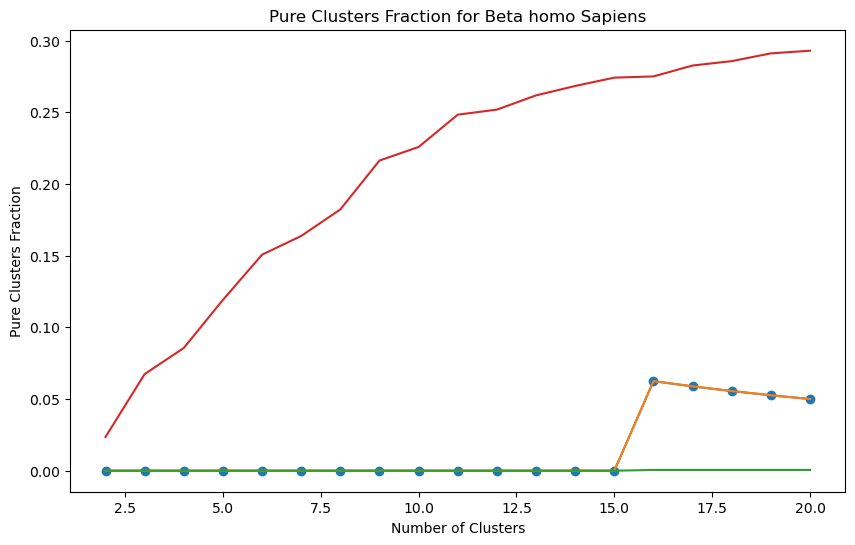 Pure Clusters Fraction for Beta homo Sapiens
Pure Clusters Fraction
0.30
0.25
0.20
0.15
0.10
0.05
0.00
2.5 5.0 7.5 10.0 12.5 15.0 17.5 20.0
Number of Clusters